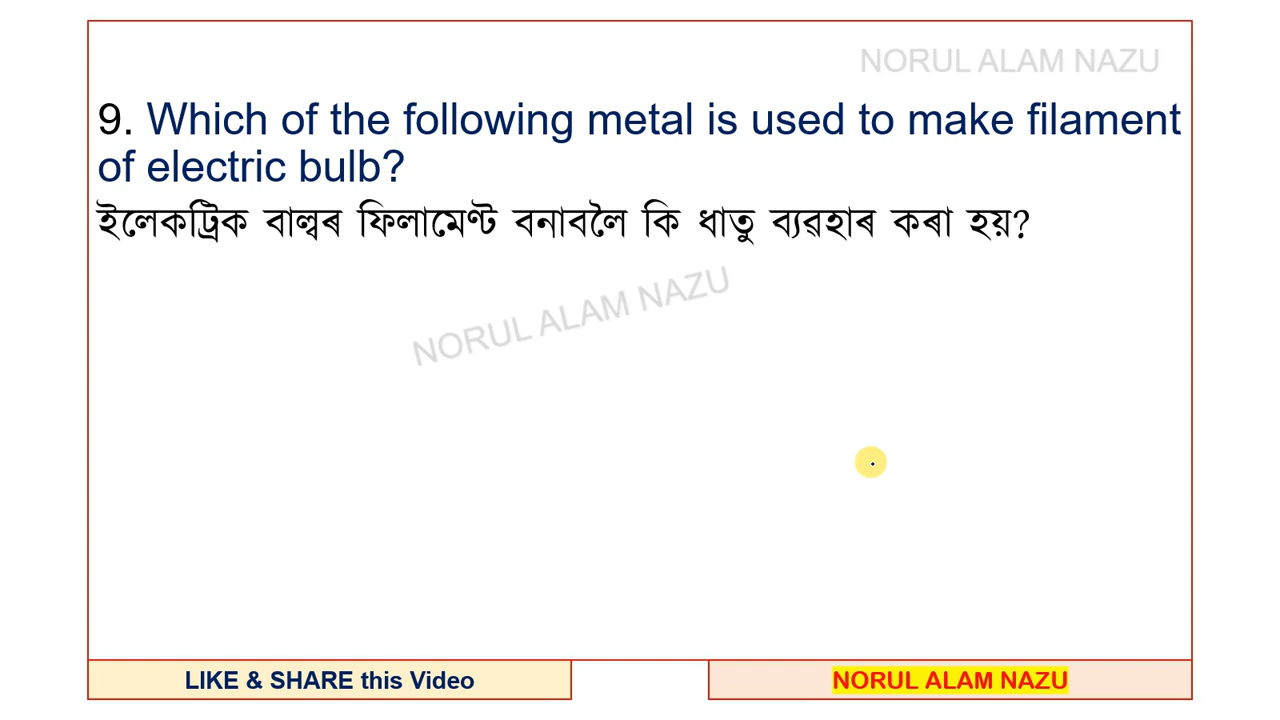 NORUL ALAM NAZU
9. Which of the following metal is used to make filament
of electric bulb?
ইলেকট্ৰিক বাল্বৰ ফিলামেণ্ট বনাবলৈ কি ধাতু ব্যৱহাৰ কৰা হয়?
NORUL ALAM NAZU
LIKE & SHARE this Video
NORUL ALAM NAZU